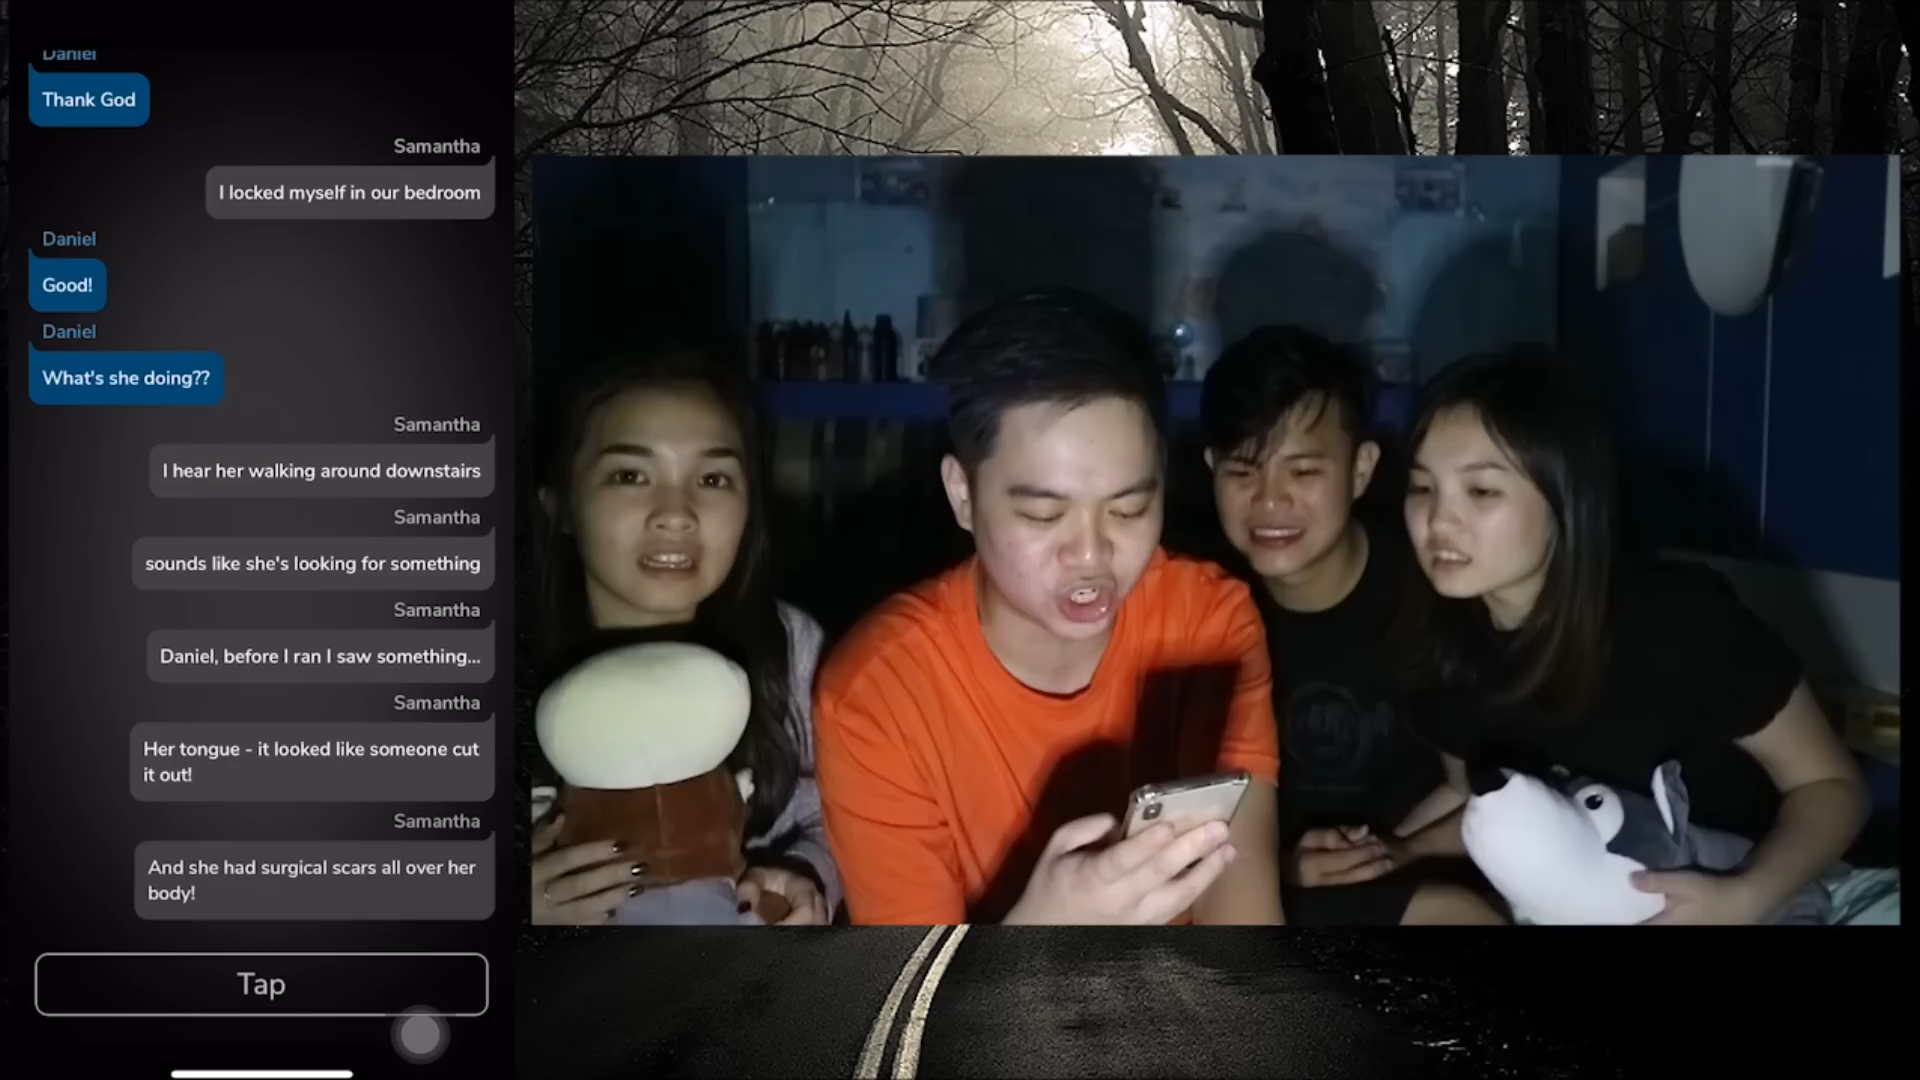 Daniel
Thank God
Samantha
I locked myself in our bedroom
Daniel
Good!
Daniel
What's she doing??
Samantha
I hear her walking around downstairs
Samantha
sounds like she's looking for something
Samantha
Daniel, before I ran I saw something...
Samantha
Her tongue - it looked like someone cut
it out!
Samantha
And she had surgical scars all over her
body!
Tap